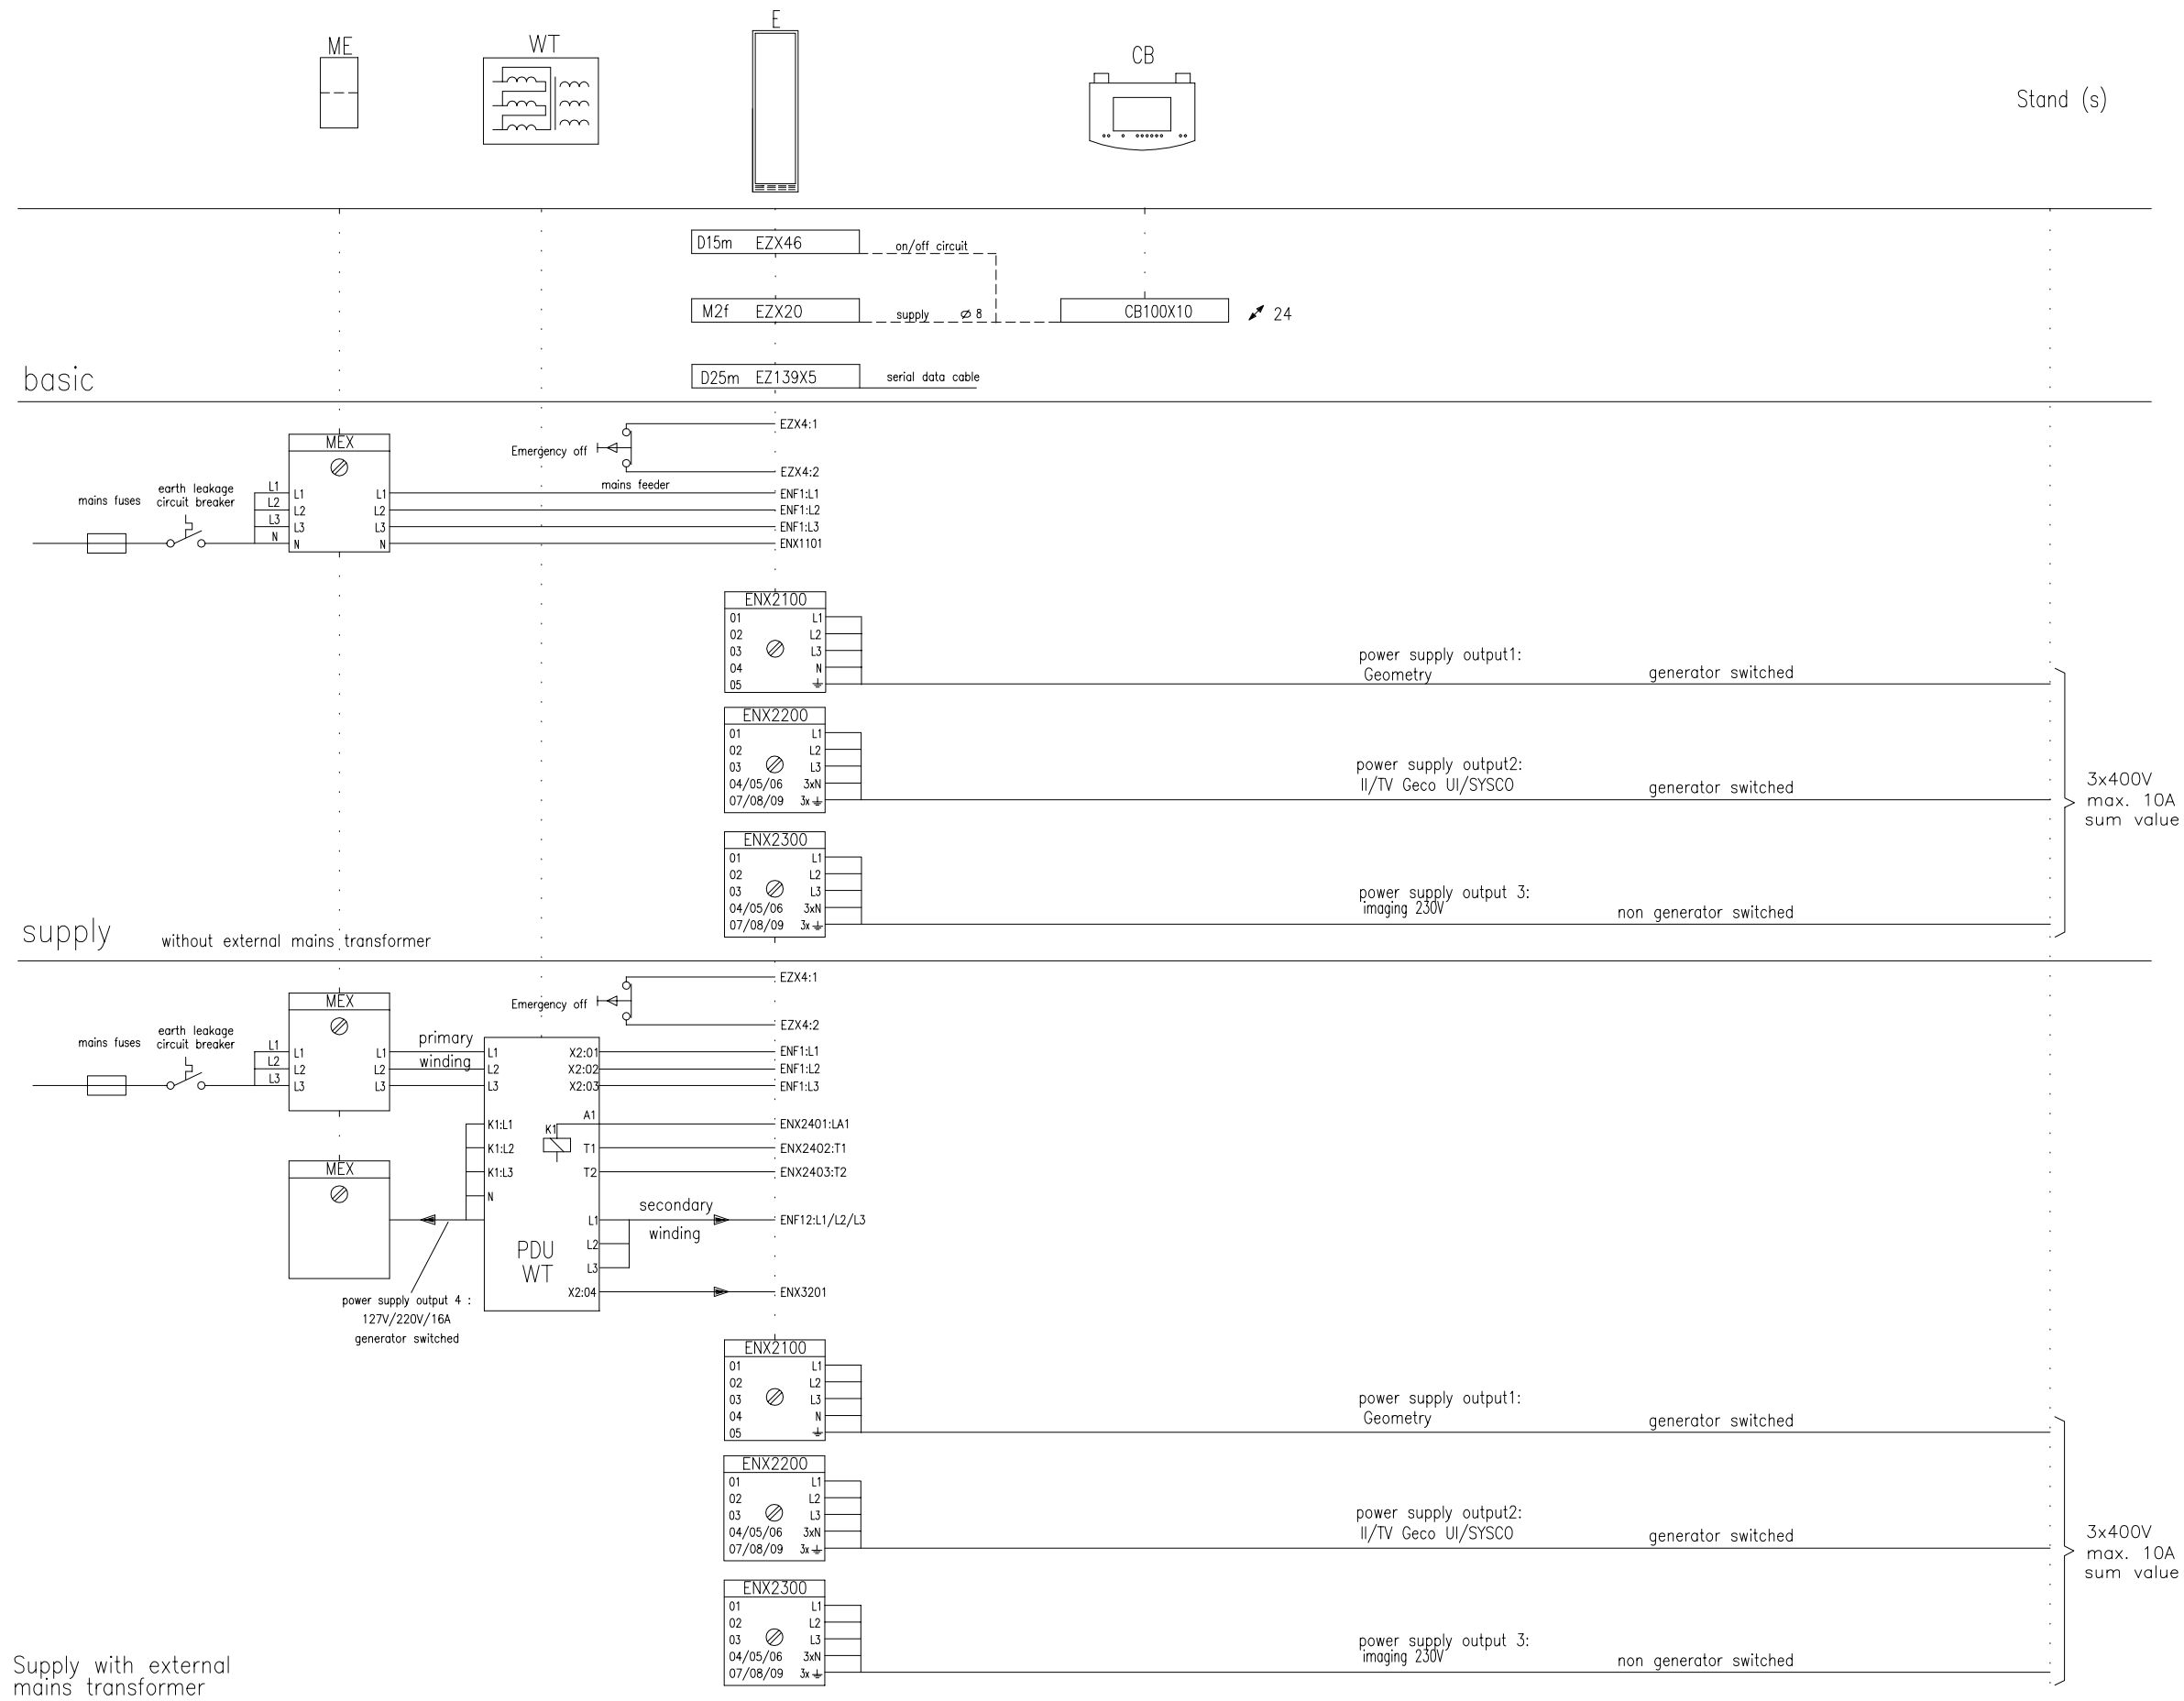 E
ME
WT
CB
Stand (s)
D15m EZX46
on/off circuit
M2f EZX20
supply ⌀ 8
CB100X10
24
D25m EZ139X5
serial data cable
basic
EZX4:1
Emergency off
EZX4:2
MEX
mains fuses
earth leakage
circuit breaker
L1
L2
L3
N
L1 L1
L2 L2
L3 L3
N N
mains feeder
ENF1:L1
ENF1:L2
ENF1:L3
ENX1101
ENX2100
01 L1
02 L2
03 L3
04 N
05
power supply output1:
Geometry
generator switched
ENX2200
01 L1
02 L2
03 L3
04/05/06 3xN
07/08/09 3x
power supply output2:
II/TV Geco UI/SYSCO
generator switched
3x400V
max. 10A
sum value
ENX2300
01 L1
02 L2
03 L3
04/05/06 3xN
07/08/09 3x
power supply output 3:
imaging 230V
non generator switched
supply without external mains transformer
EZX4:1
Emergency off
EZX4:2
MEX
mains fuses
earth leakage
circuit breaker
L1
L2
L3
L1 L1
L2 L2
L3 L3
primary
winding
L1 X2:01
L2 X2:02
L3 X2:03
ENF1:L1
ENF1:L2
ENF1:L3
A1
K1:L1
K1
K1:L2 T1
K1:L3 T2
N
ENX2401:LA1
ENX2402:T1
ENX2403:T2
MEX
secondary
winding
L1
L2
L3
ENF12:L1/L2/L3
PDU
WT
X2:04
ENX3201
power supply output 4 :
127V/220V/16A
generator switched
ENX2100
01 L1
02 L2
03 L3
04 N
05
power supply output1:
Geometry
generator switched
ENX2200
01 L1
02 L2
03 L3
04/05/06 3xN
07/08/09 3x
power supply output2:
II/TV Geco UI/SYSCO
generator switched
3x400V
max. 10A
sum value
ENX2300
01 L1
02 L2
03 L3
04/05/06 3xN
07/08/09 3x
power supply output 3:
imaging 230V
non generator switched
Supply with external
mains transformer